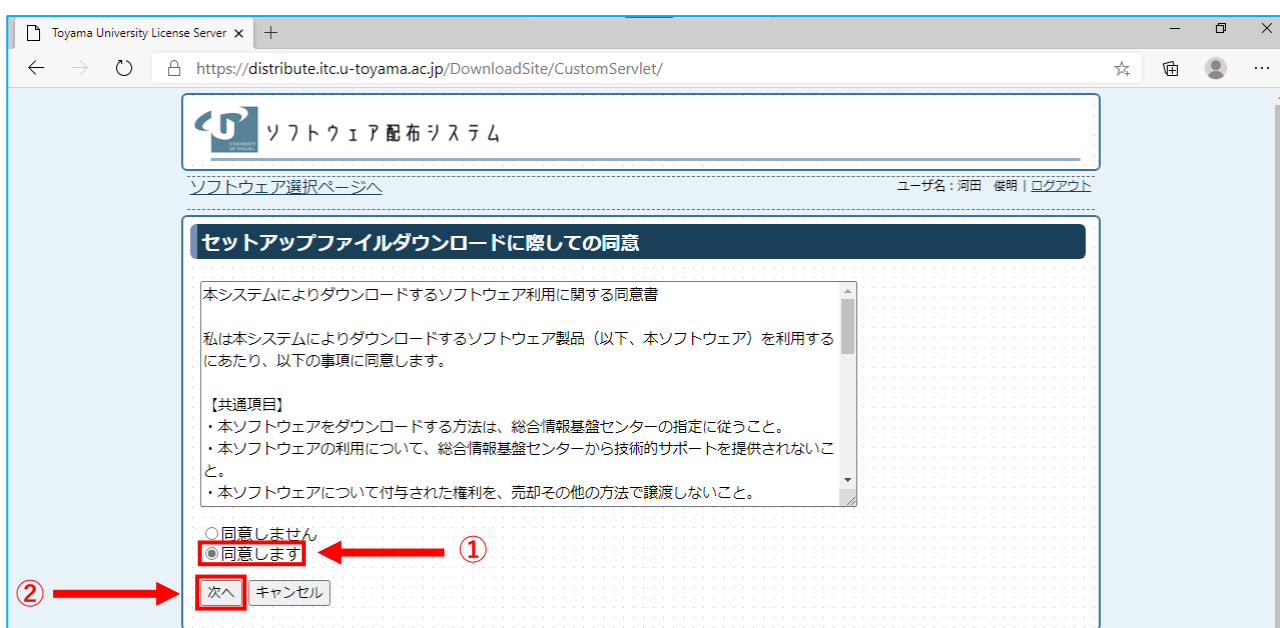 Toyama University License Server
https://distribute.itc.u-toyama.ac.jp/DownloadSite/CustomServlet/
UNIVERSITY
OF TOYAMA
ソフトウェア配布システム
ソフトウェア選択ページへ
ユーザ名：河田　俊明 | ログアウト
セットアップファイルダウンロードに際しての同意
本システムによりダウンロードするソフトウェア利用に関する同意書
私は本システムによりダウンロードするソフトウェア製品（以下、本ソフトウェア）を利用する
にあたり、以下の事項に同意します。
【共通項目】
・本ソフトウェアをダウンロードする方法は、総合情報基盤センターの指定に従うこと。
・本ソフトウェアの利用について、総合情報基盤センターから技術的サポートを提供されないこ
と。
・本ソフトウェアについて付与された権利を、売却その他の方法で譲渡しないこと。
同意しません
同意します
①
②
次へ
キャンセル